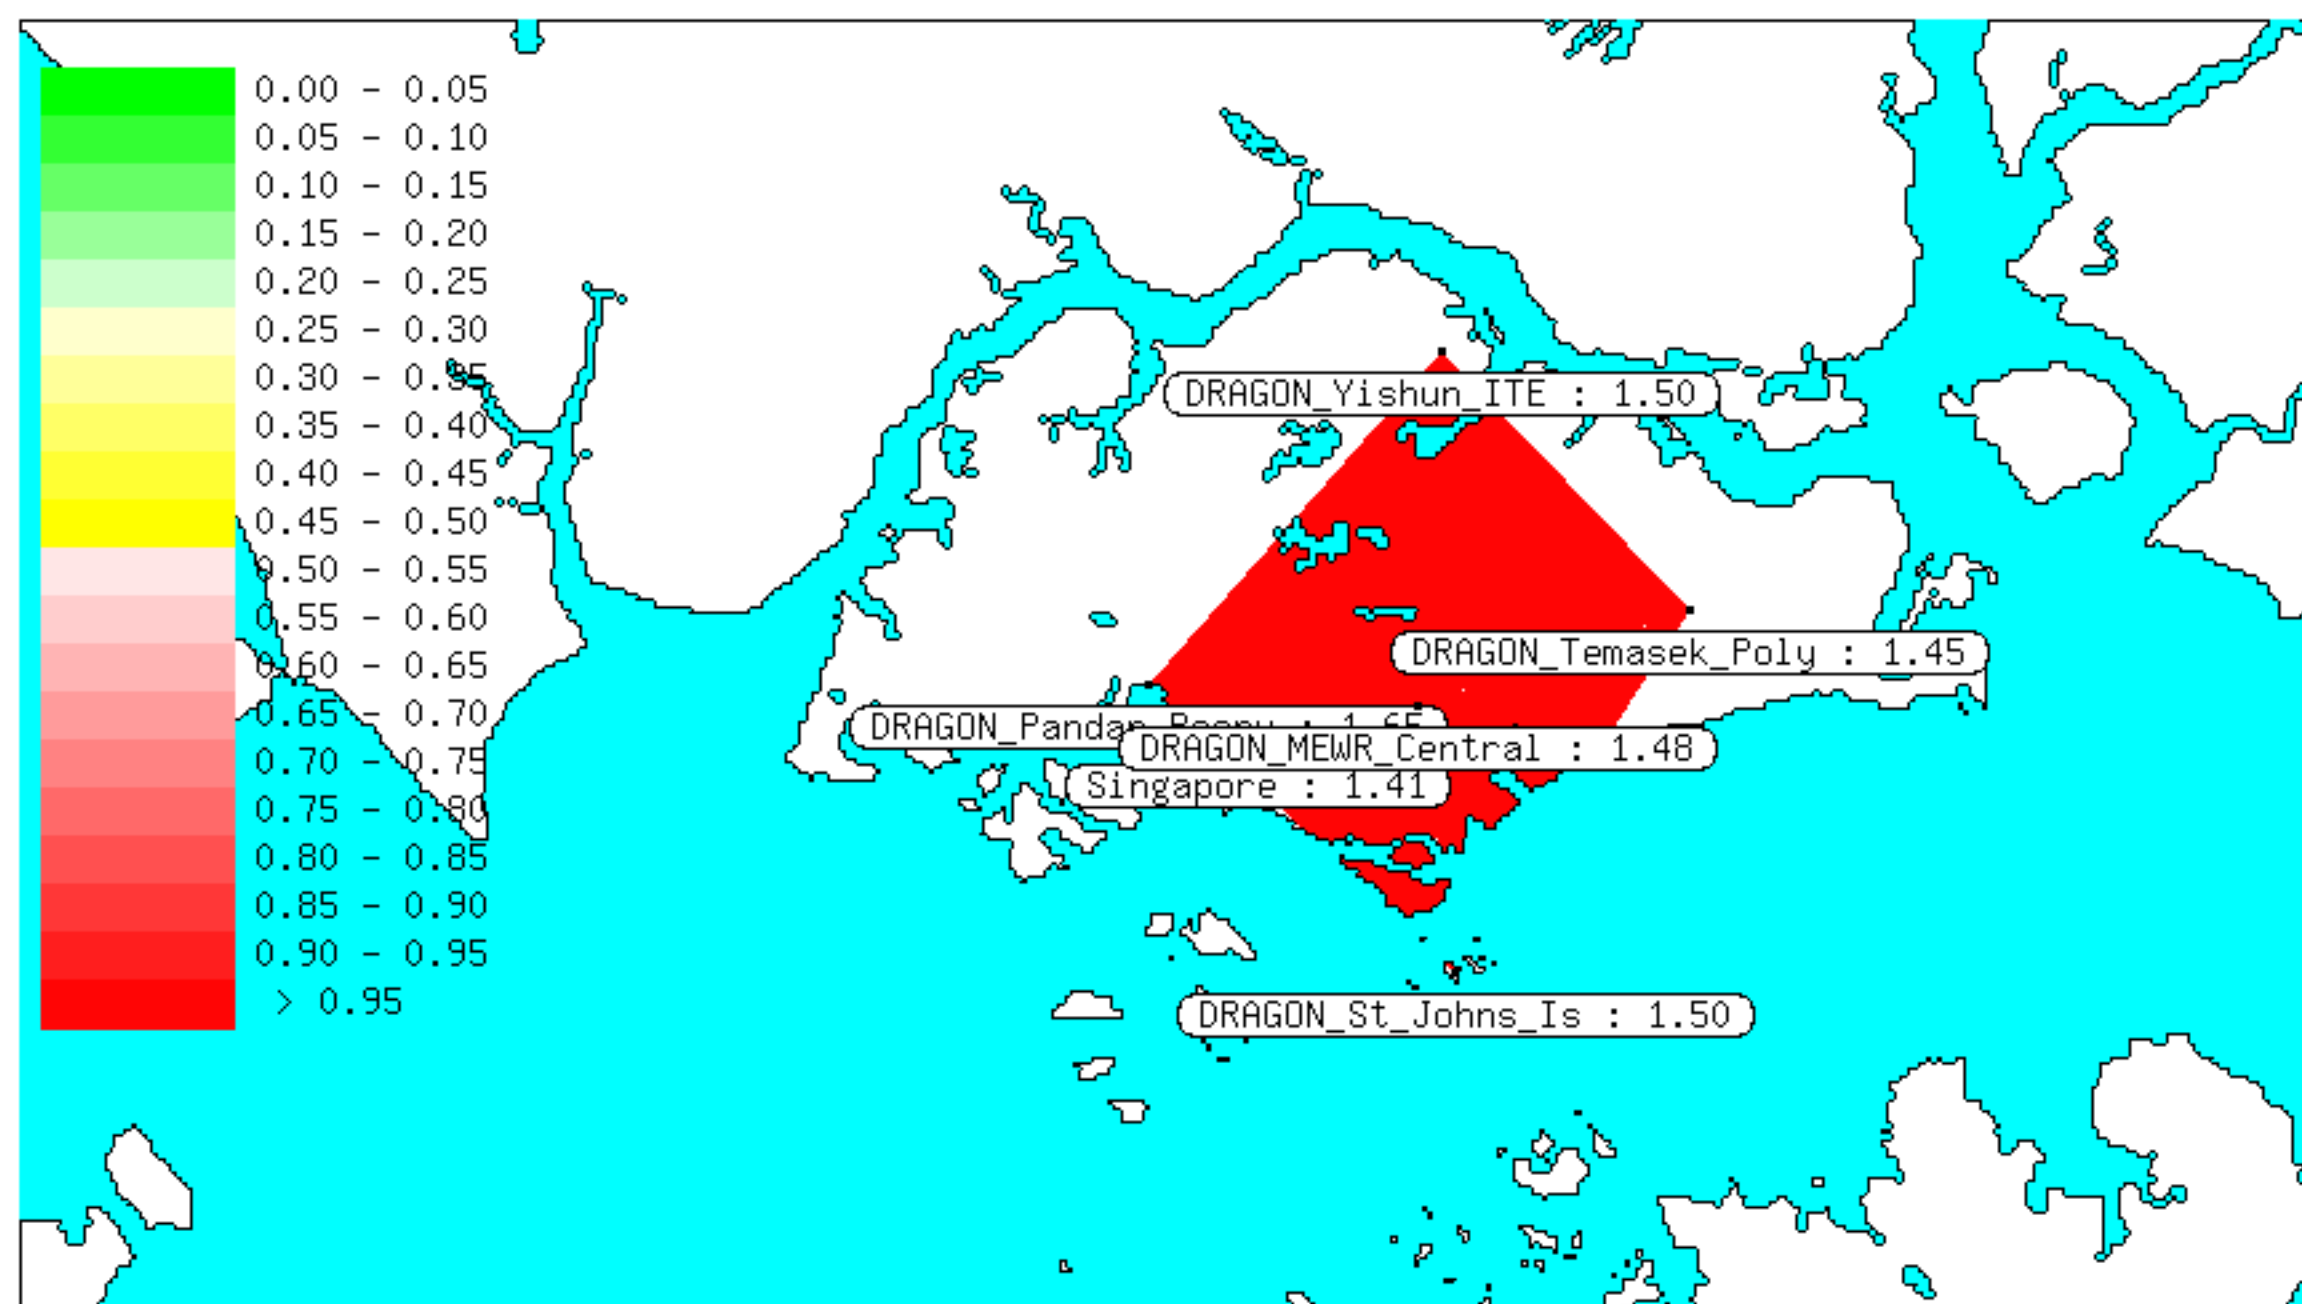 0.00 - 0.05
0.05 - 0.10
0.10 - 0.15
0.15 - 0.20
0.20 - 0.25
0.25 - 0.30
0.30 - 0.35
0.35 - 0.40
0.40 - 0.45
0.45 - 0.50
0.50 - 0.55
0.55 - 0.60
0.60 - 0.65
0.65 - 0.70
0.70 - 0.75
0.75 - 0.80
0.80 - 0.85
0.85 - 0.90
0.90 - 0.95
> 0.95
DRAGON_Yishun_ITE : 1.50
DRAGON_Temasek_Poly : 1.45
: 1.65
DRAGON_MEWR_Central : 1.48
Singapore : 1.41
DRAGON_St_Johns_Is : 1.50